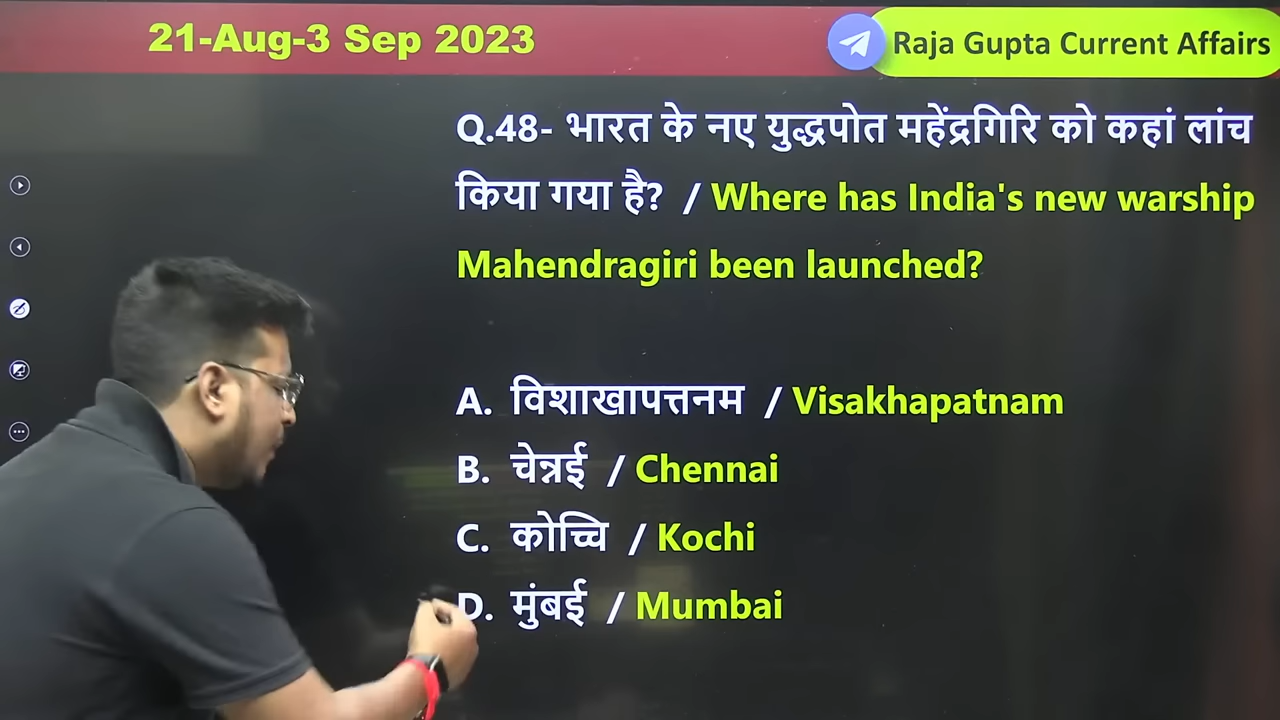 21-Aug-3 Sep 2023
Raja Gupta Current Affairs
Q.48- भारत के नए युद्धपोत महेंद्रगिरि को कहां लांच
किया गया है? / Where has India's new warship
Mahendragiri been launched?
A. विशाखापत्तनम / Visakhapatnam
B. चेन्नई / Chennai
C. कोच्चि / Kochi
D. मुंबई / Mumbai